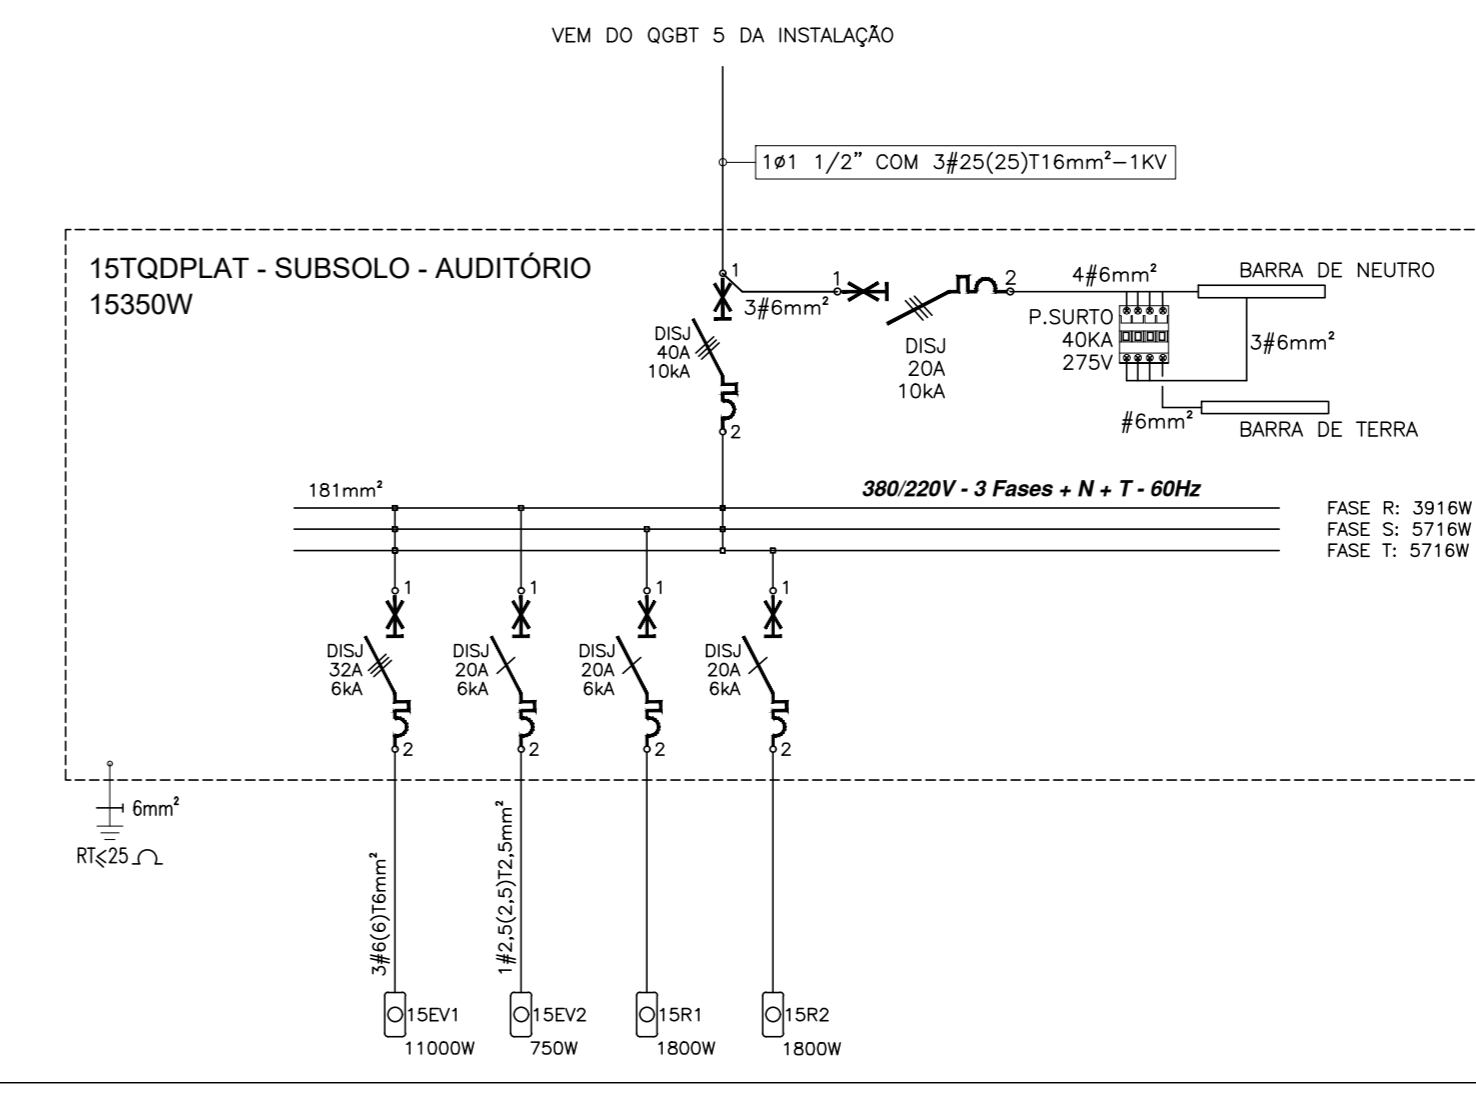 VEM DO QGBT 5 DA INSTALAÇÃO
1ø1 1/2" COM 3#25(25)T16mm²-1KV
15TQDPLAT - SUBSOLO - AUDITÓRIO
15350W
1
3#6mm²
1
2
4#6mm²
BARRA DE NEUTRO
DISJ
40A
10kA
2
DISJ
20A
10kA
P.SURTO
40KA
275V
3#6mm²
#6mm²
BARRA DE TERRA
181mm²
380/220V - 3 Fases + N + T - 60Hz
FASE R: 3916W
FASE S: 5716W
FASE T: 5716W
1
DISJ
32A
6kA
2
1
DISJ
20A
6kA
2
1
DISJ
20A
6kA
2
1
DISJ
20A
6kA
2
6mm²
RT≤25Ω
3#6(6)T6mm²
1#2,5(2,5)T2,5mm²
15EV1
11000W
15EV2
750W
15R1
1800W
15R2
1800W